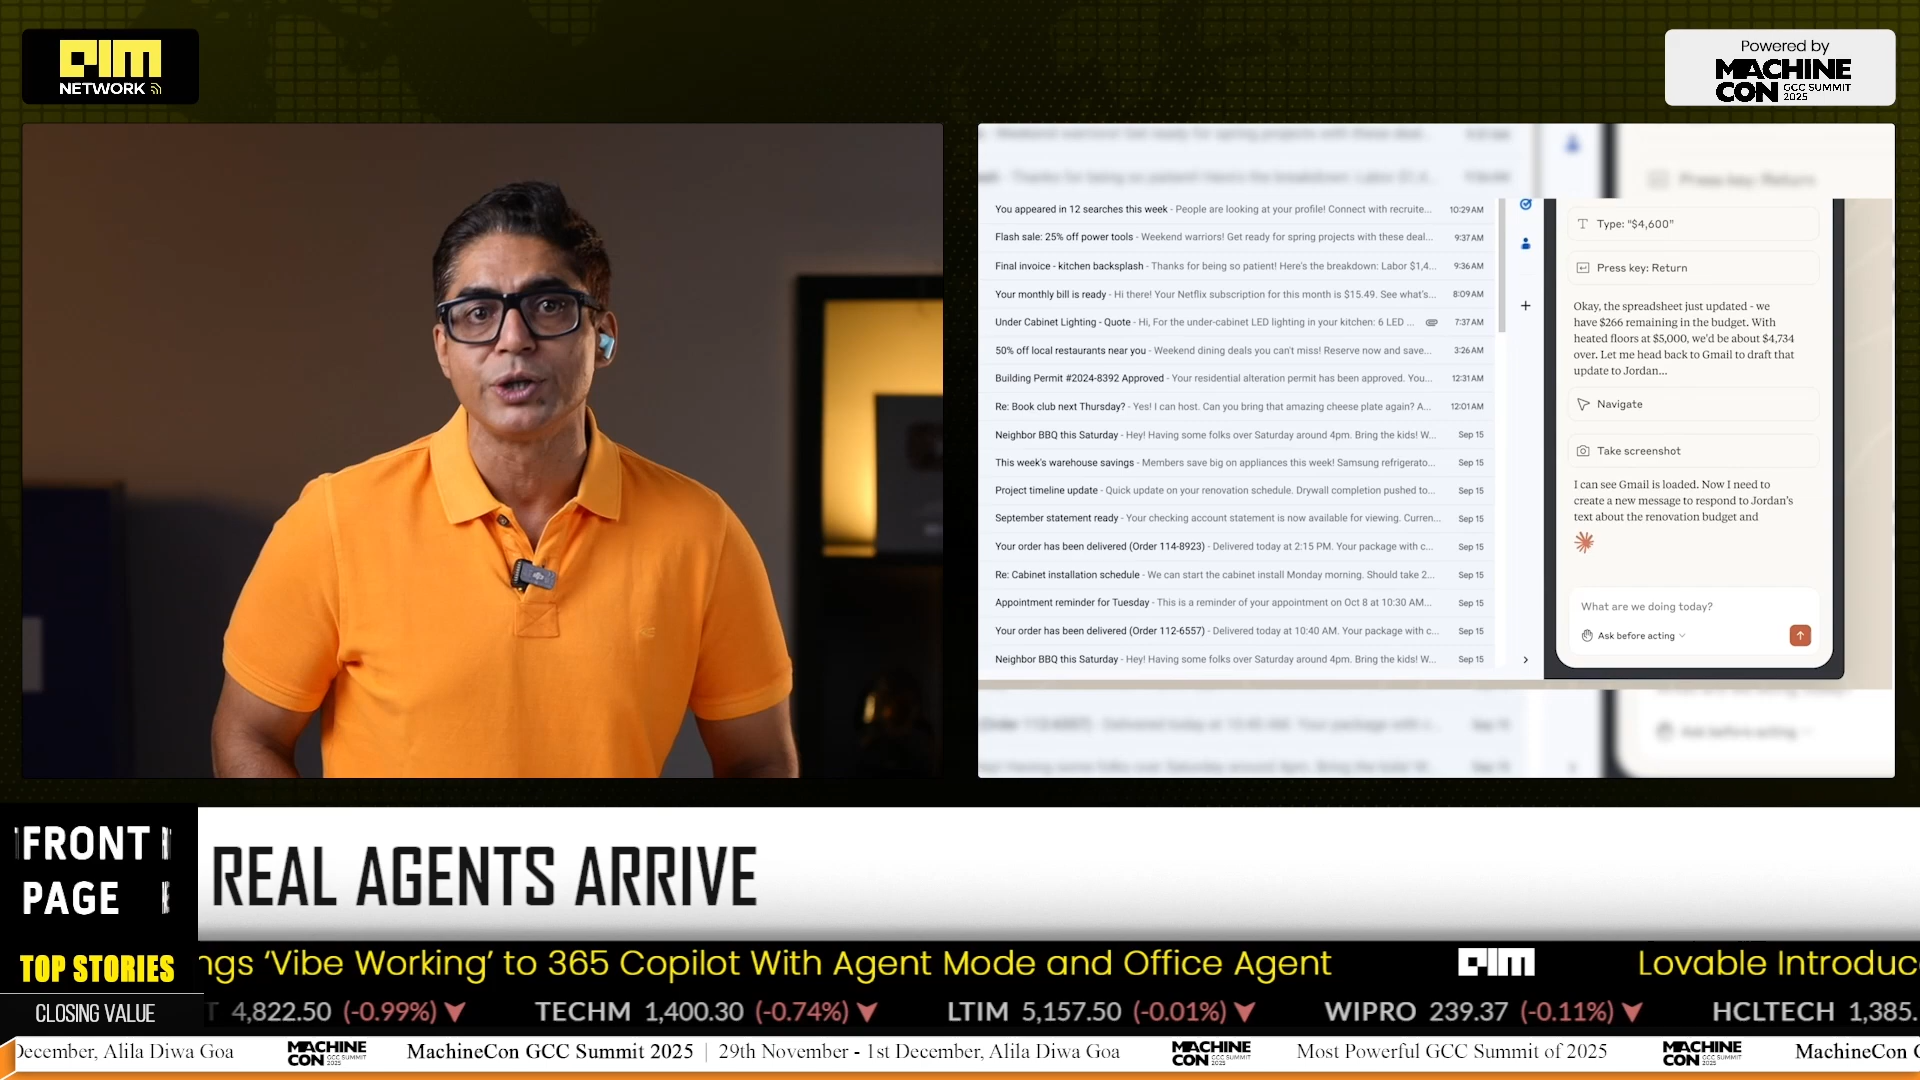 AIM
NETWORK
Powered by
MACHINE
CON GCC SUMMIT
2025
You appeared in 12 searches this week - People are looking at your profile! Connect with recruite... 10:29 AM
Flash sale: 25% off power tools - Weekend warriors! Get ready for spring projects with these deal... 9:37 AM
Final invoice - kitchen backsplash - Thanks for being so patient! Here's the breakdown: Labor $1,4... 9:36 AM
Your monthly bill is ready - Hi there! Your Netflix subscription for this month is $15.49. See what's... 8:09 AM
Under Cabinet Lighting - Quote - Hi, For the under-cabinet LED lighting in your kitchen: 6 LED ... 7:37 AM
50% off local restaurants near you - Weekend dining deals you can't miss! Reserve now and save... 3:26 AM
Building Permit #2024-8392 Approved - Your residential alteration permit has been approved. You... 12:31 AM
Re: Book club next Thursday? - Yes! I can host. Can you bring that amazing cheese plate again? A... 12:01 AM
Neighbor BBQ this Saturday - Hey! Having some folks over Saturday around 4pm. Bring the kids! W... Sep 15
This week's warehouse savings - Members save big on appliances this week! Samsung refrigerato... Sep 15
Project timeline update - Quick update on your renovation schedule. Drywall completion pushed to... Sep 15
September statement ready - Your checking account statement is now available for viewing. Curren... Sep 15
Your order has been delivered (Order 114-8923) - Delivered today at 2:15 PM. Your package with c... Sep 15
Re: Cabinet installation schedule - We can start the cabinet install Monday morning. Should take 2... Sep 15
Appointment reminder for Tuesday - This is a reminder of your appointment on Oct 8 at 10:30 AM... Sep 15
Your order has been delivered (Order 112-6557) - Delivered today at 10:40 AM. Your package with c... Sep 15
Neighbor BBQ this Saturday - Hey! Having some folks over Saturday around 4pm. Bring the kids! W... Sep 15
Press key: Return
Type: "$4,600"
Press key: Return
Okay, the spreadsheet just updated - we
have $266 remaining in the budget. With
heated floors at $5,000, we'd be about $4,734
over. Let me head back to Gmail to draft that
update to Jordan...
Navigate
Take screenshot
I can see Gmail is loaded. Now I need to
create a new message to respond to Jordan's
text about the renovation budget and
What are we doing today?
Ask before acting
Ask before acting
FRONT
PAGE
REAL AGENTS ARRIVE
TOP STORIES
ngs ‘Vibe Working’ to 365 Copilot With Agent Mode and Office Agent AIM Lovable Introduc
CLOSING VALUE
T 4,822.50 (-0.99%) TECHM 1,400.30 (-0.74%) LTIM 5,157.50 (-0.01%) WIPRO 239.37 (-0.11%) HCLTECH 1,385.
December, Alila Diwa Goa MACHINE CON GCC SUMMIT 2025 MachineCon GCC Summit 2025 | 29th November - 1st December, Alila Diwa Goa MACHINE CON GCC SUMMIT 2025 Most Powerful GCC Summit of 2025 MACHINE CON GCC SUMMIT 2025 MachineCon